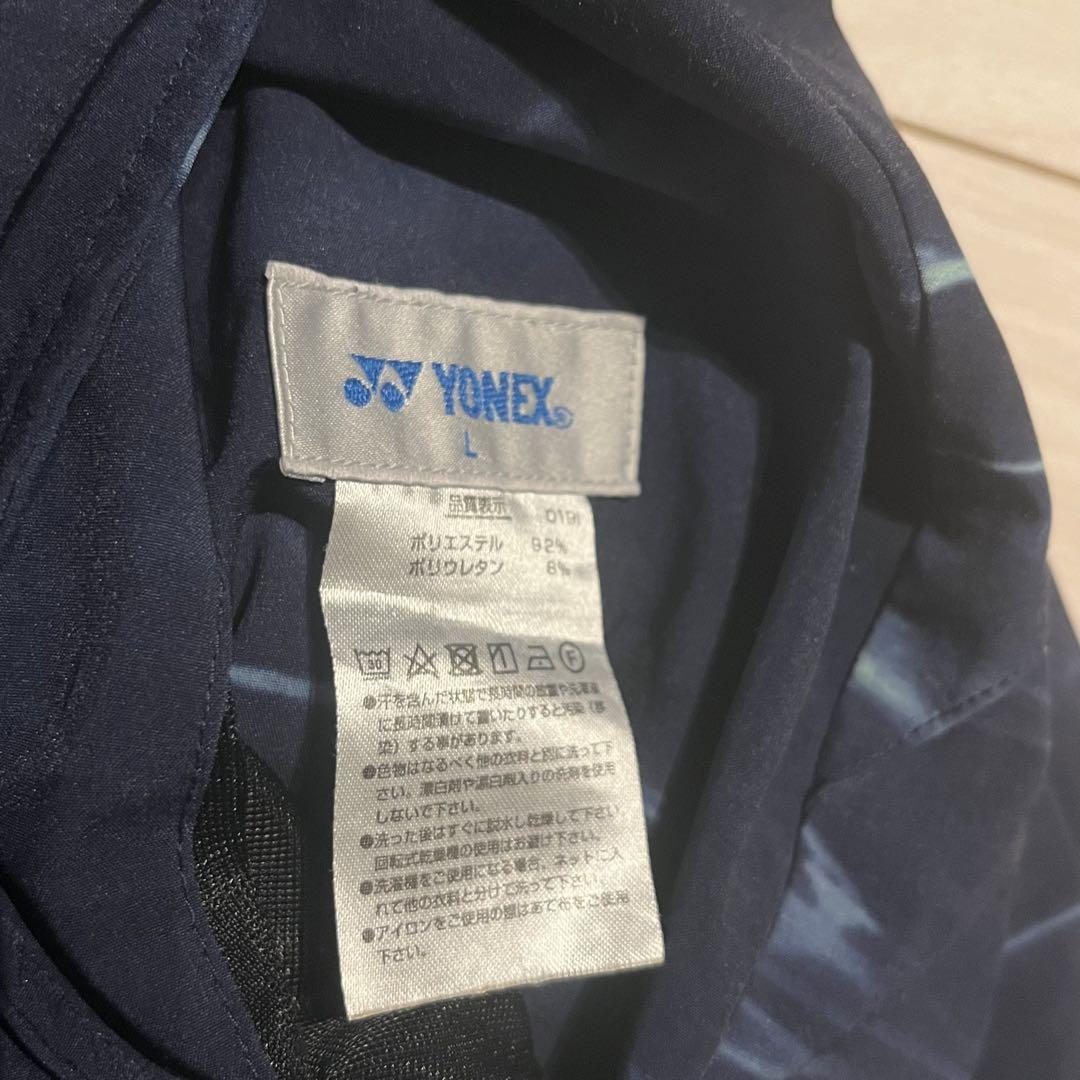 YONEX®
L
品質表示 0191
ポリエステル 92%
ポリウレタン 8%
30 F
●汗を含んだ状態で長時間の放置や洗濯液
に長時間漬けて置いたりすると汚染(移
染)する事があります。
●色物はなるべく他の衣料と別に洗って下
さい。漂白剤や漂白剤入りの洗剤を使用
しないで下さい。
●洗った後はすぐに脱水し乾燥して下さい
回転式乾燥機の使用はお避け下さい。
●洗濯機をご使用になる場合、ネットに入
れて他の衣料と分けて洗って下さい。
●アイロンをご使用の際はあて布をご使用
下さい。